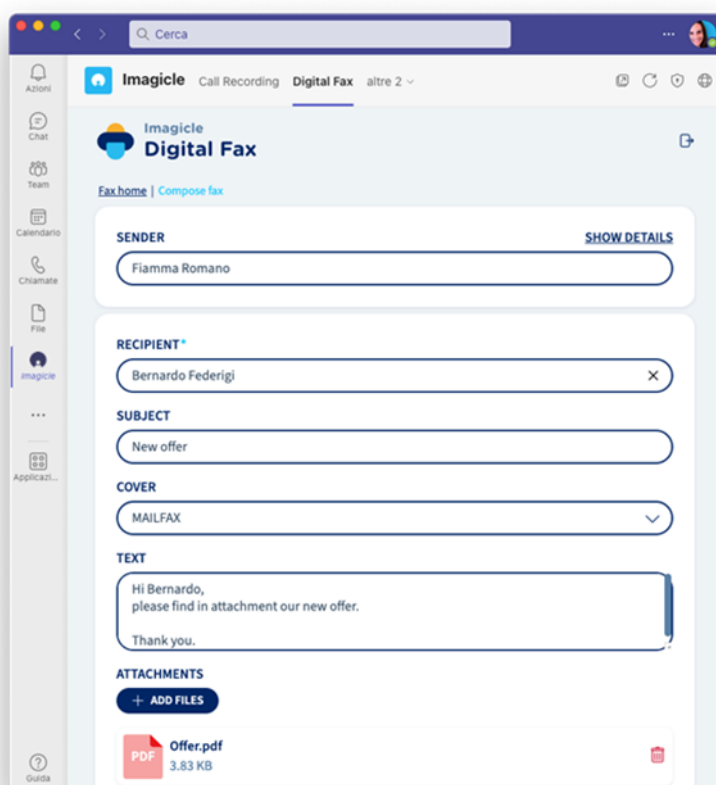 Cerca
Azioni
Chat
Team
Calendario
Chiamate
File
imagicle
Applicazi...
Guida
Imagicle Call Recording Digital Fax altre 2
Imagicle
Digital Fax
Fax home | Compose fax
SENDER SHOW DETAILS
Fiamma Romano
RECIPIENT*
Bernardo Federigi
SUBJECT
New offer
COVER
MAILFAX
TEXT
Hi Bernardo,
please find in attachment our new offer.
Thank you.
ATTACHMENTS
+ ADD FILES
PDF Offer.pdf
3.83 KB